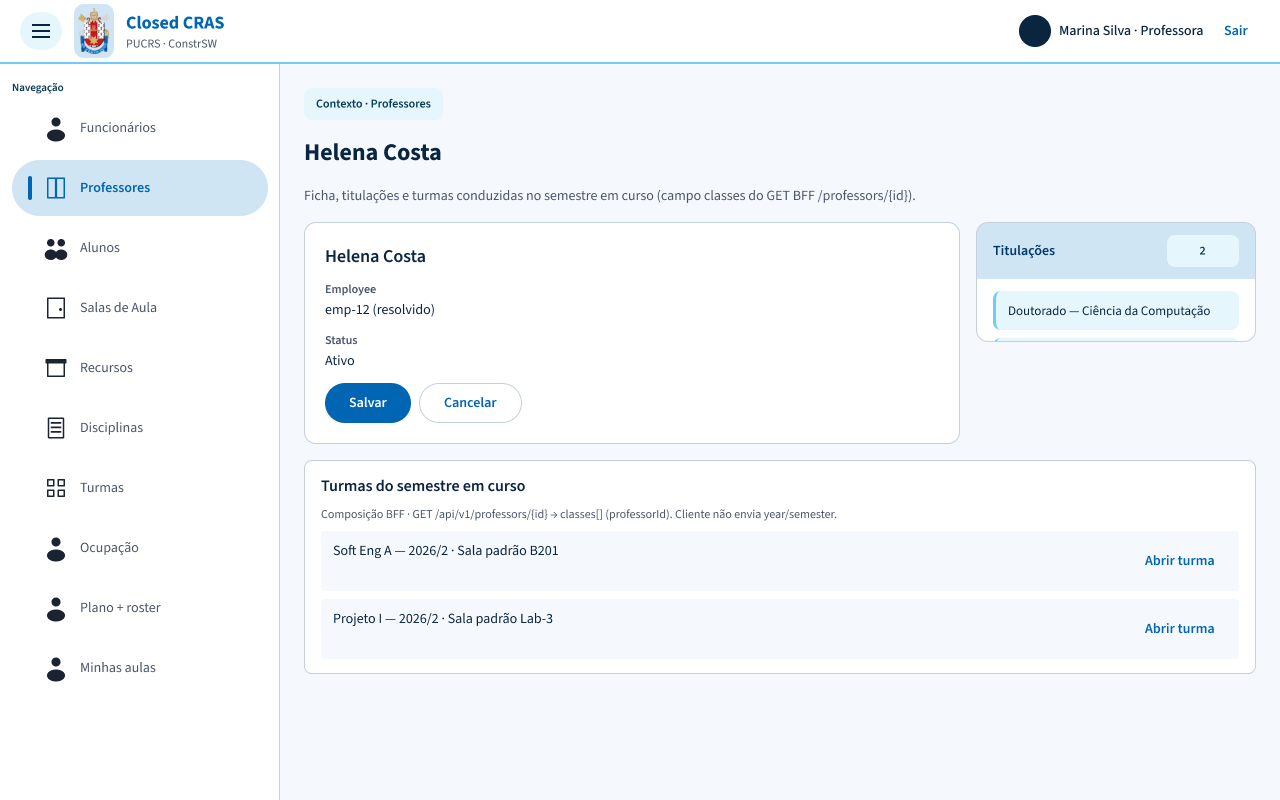 Closed CRAS
PUCRS · ConstrSW
Marina Silva · Professora
Sair
Navegação
Funcionários
Professores
Alunos
Salas de Aula
Recursos
Disciplinas
Turmas
Ocupação
Plano + roster
Minhas aulas
Contexto · Professores
Helena Costa
Ficha, titulações e turmas conduzidas no semestre em curso (campo classes do GET BFF /professors/{id}).
Helena Costa
Employee
emp-12 (resolvido)
Status
Ativo
Salvar
Cancelar
Titulações
2
Doutorado — Ciência da Computação
Turmas do semestre em curso
Composição BFF · GET /api/v1/professors/{id} → classes[] (professorId). Cliente não envia year/semester.
Soft Eng A — 2026/2 · Sala padrão B201
Abrir turma
Projeto I — 2026/2 · Sala padrão Lab-3
Abrir turma